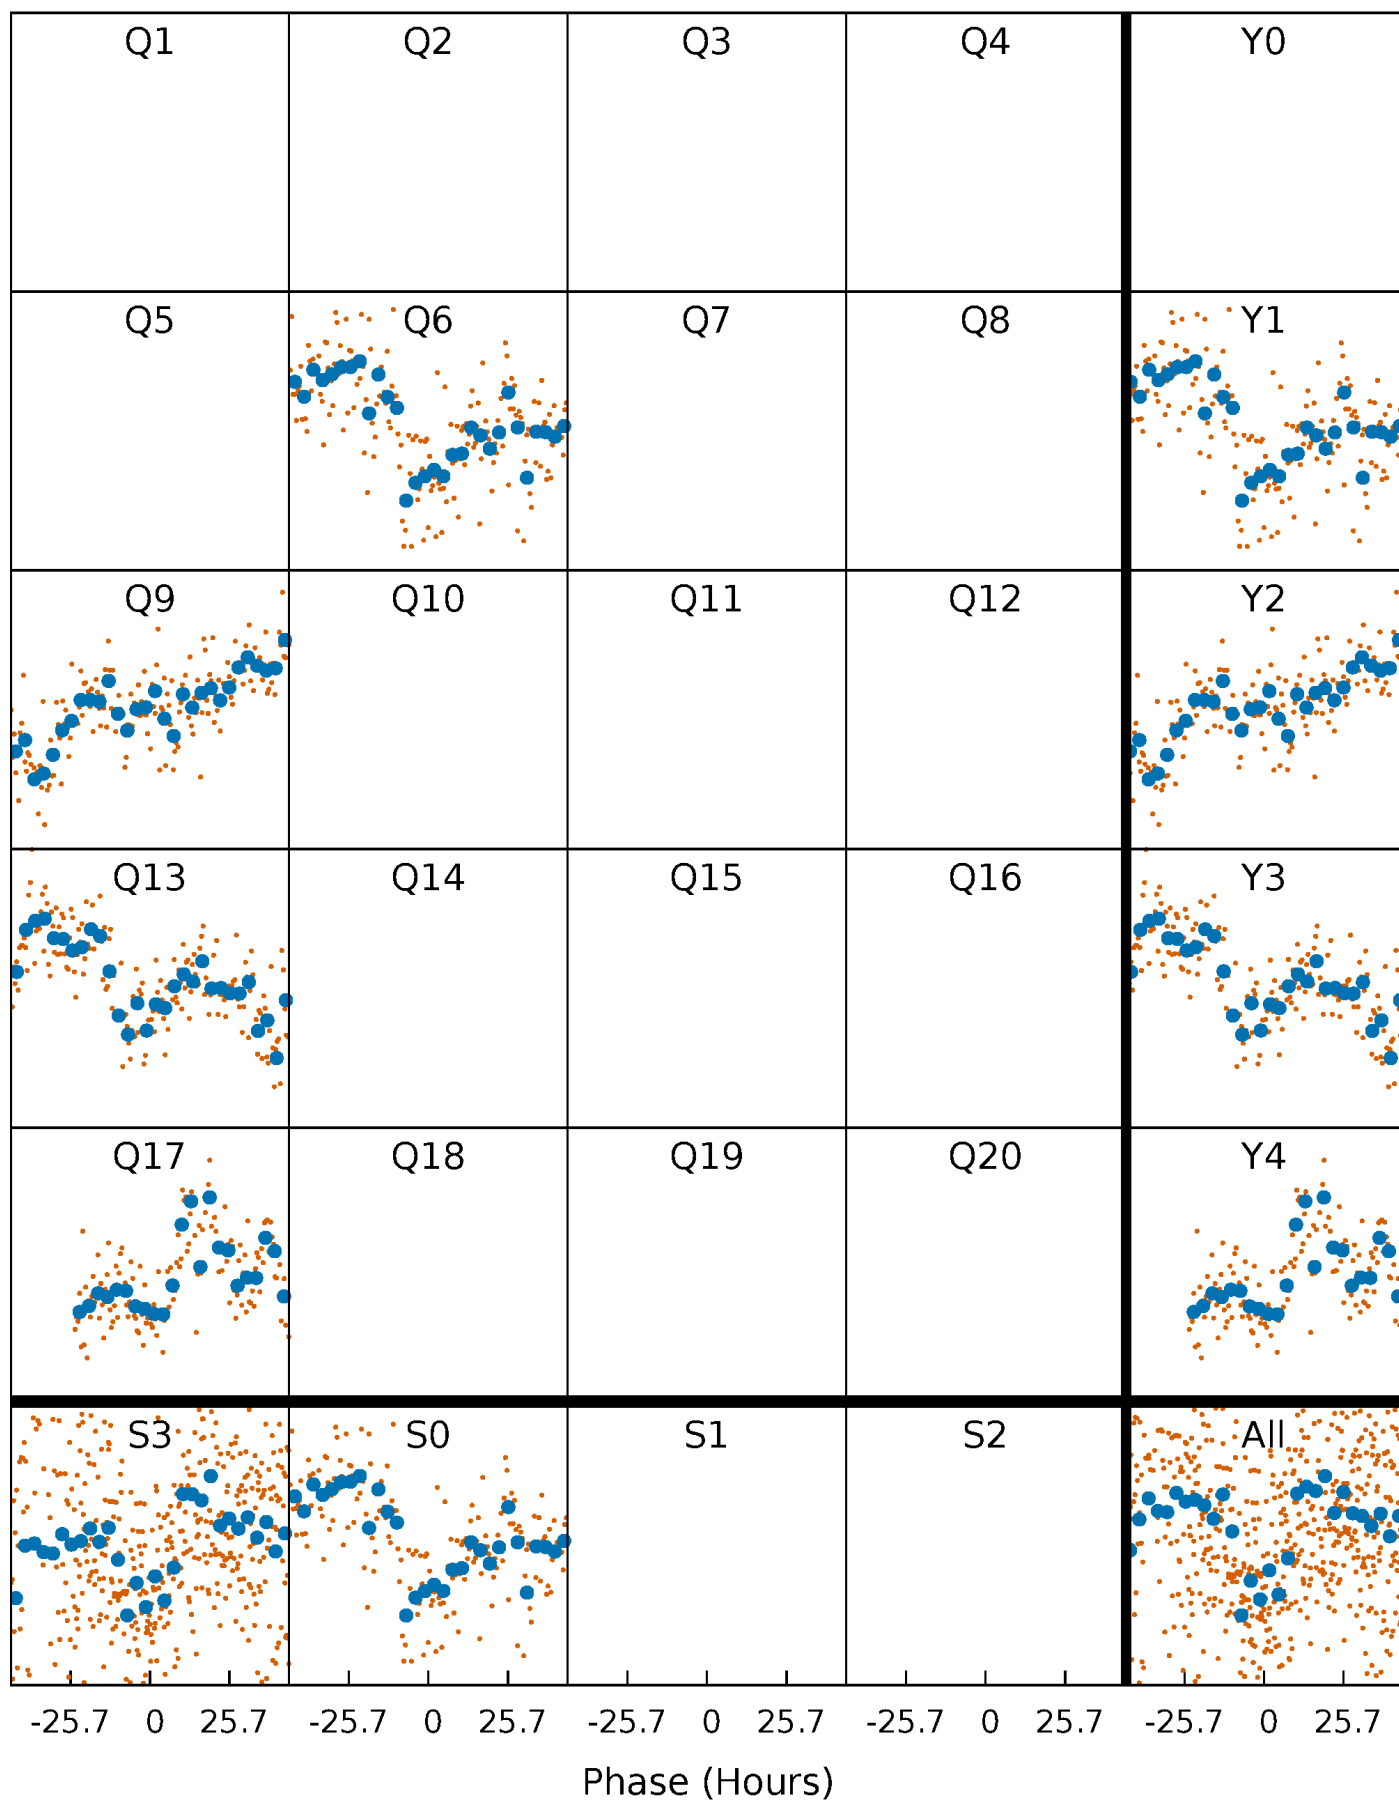 Q1 Q2 Q3 Q4 Y0
Q5 Q6 Q7 Q8 Y1
Q9 Q10 Q11 Q12 Y2
Q13 Q14 Q15 Q16 Y3
Q17 Q18 Q19 Q20 Y4
S3 S0 S1 S2 All
-25.7 0 25.7 -25.7 0 25.7 -25.7 0 25.7 -25.7 0 25.7 -25.7 0 25.7
Phase (Hours)